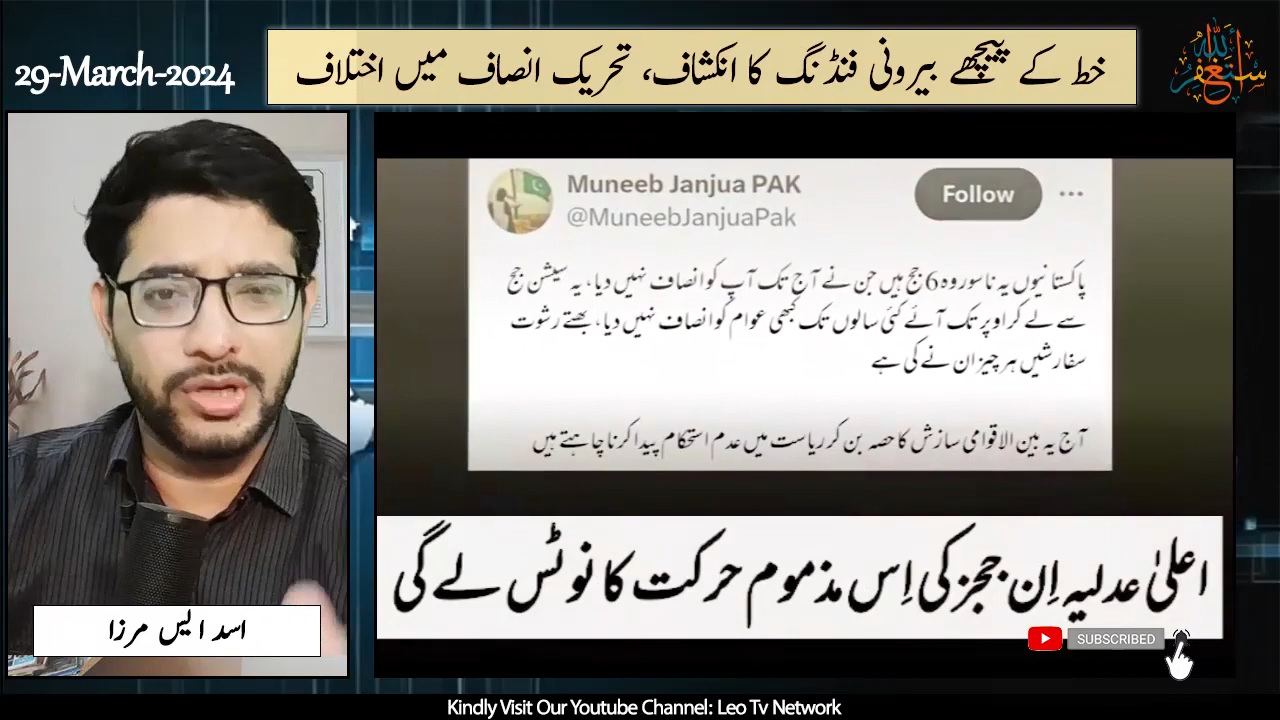 29-March-2024
خط کے پیچھے بیرونی فنڈنگ کا انکشاف، تحریک انصاف میں اختلاف
استغفر الله
Muneeb Janjua PAK
@MuneebJanjuaPak
Follow
پاکستانیوں یہ ناسور وہ 6 جج ہیں جن نے آج تک آپ کو انصاف نہیں دیا، یہ سیشن جج
سے لے کر اوپر تک آئے کئی سالوں تک کبھی عوام کو انصاف نہیں دیا، بھتے رشوت
سفارشیں ہر چیز ان نے کی ہے
آج یہ بین الاقوامی سازش کا حصہ بن کر ریاست میں عدم استحکام پیدا کرنا چاہتے ہیں
اعلیٰ عدلیہ اِن ججز کی اِس مذموم حرکت کا نوٹس لے گی
SUBSCRIBED
اسد ایس مرزا
Kindly Visit Our Youtube Channel: Leo Tv Network